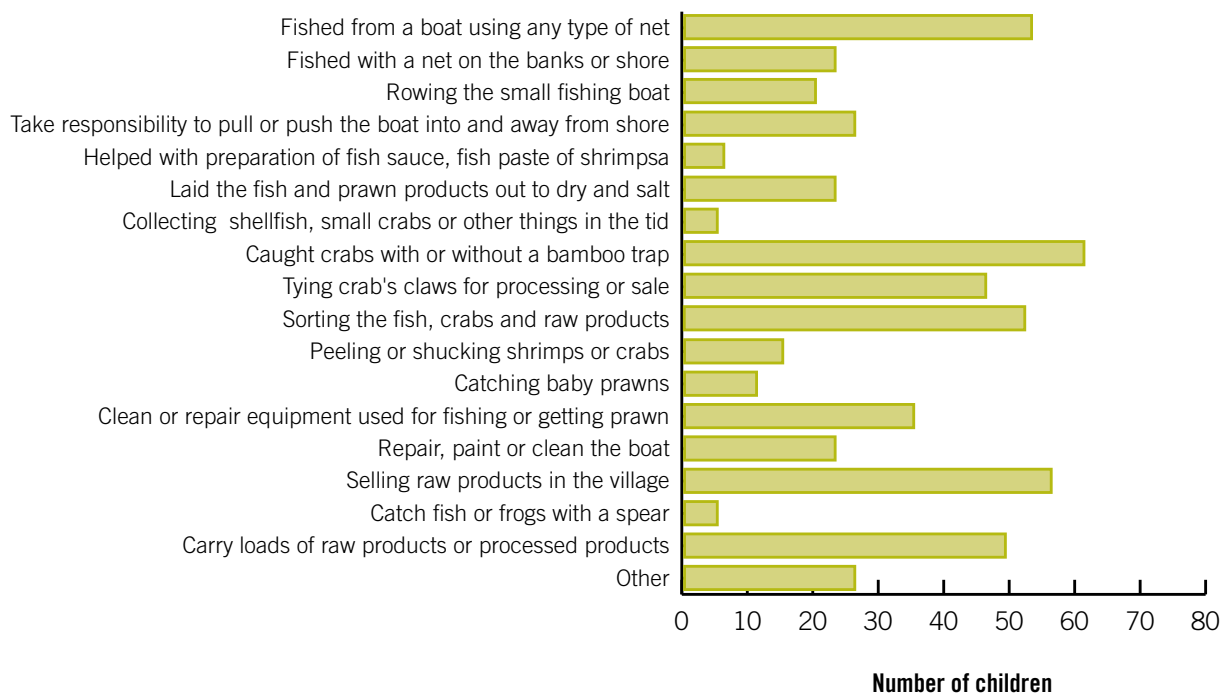 Fished from a boat using any type of net
Fished with a net on the banks or shore
Rowing the small fishing boat
Take responsibility to pull or push the boat into and away from shore
Helped with preparation of fish sauce, fish paste of shrimpsa
Laid the fish and prawn products out to dry and salt
Collecting  shellfish, small crabs or other things in the tid
Caught crabs with or without a bamboo trap
Tying crab's claws for processing or sale
Sorting the fish, crabs and raw products
Peeling or shucking shrimps or crabs
Catching baby prawns
Clean or repair equipment used for fishing or getting prawn
Repair, paint or clean the boat
Selling raw products in the village
Catch fish or frogs with a spear
Carry loads of raw products or processed products
Other
0 10 20 30 40 50 60 70 80
Number of children